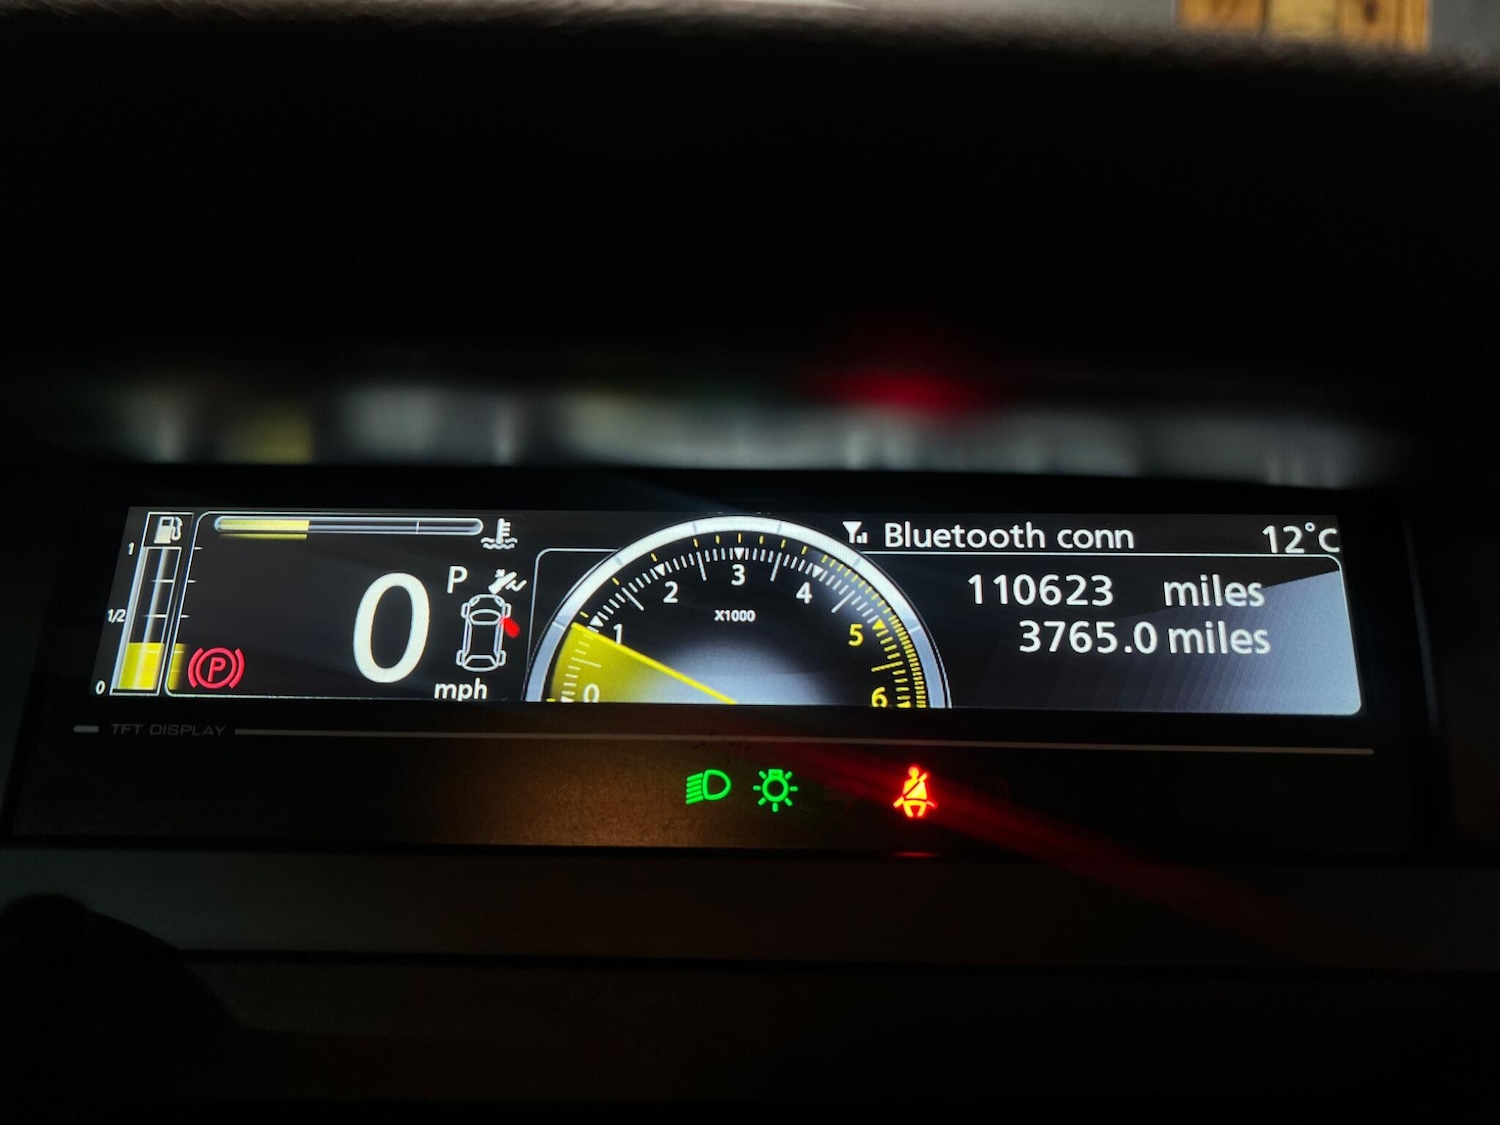 Bluetooth conn 12°C
110623 miles
3765.0 miles
1
1/2
0
P
0
mph
P
0 1 2 3 4 5 6
X1000
TFT DISPLAY